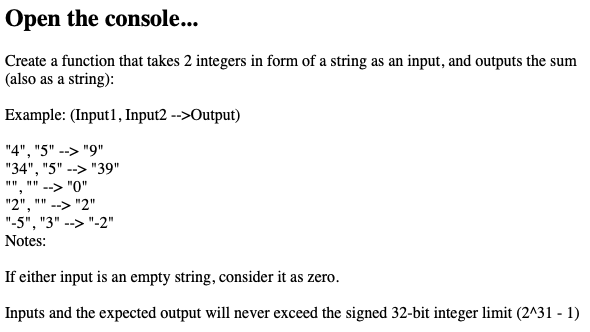 Open the console...
Create a function that takes 2 integers in form of a string as an input, and outputs the sum
(also as a string):
Example: (Input1, Input2 -->Output)
"4", "5" --> "9"
"34", "5" --> "39"
"", "" --> "0"
"2", "" --> "2"
"-5", "3" --> "-2"
Notes:
If either input is an empty string, consider it as zero.
Inputs and the expected output will never exceed the signed 32-bit integer limit (2^31 - 1)